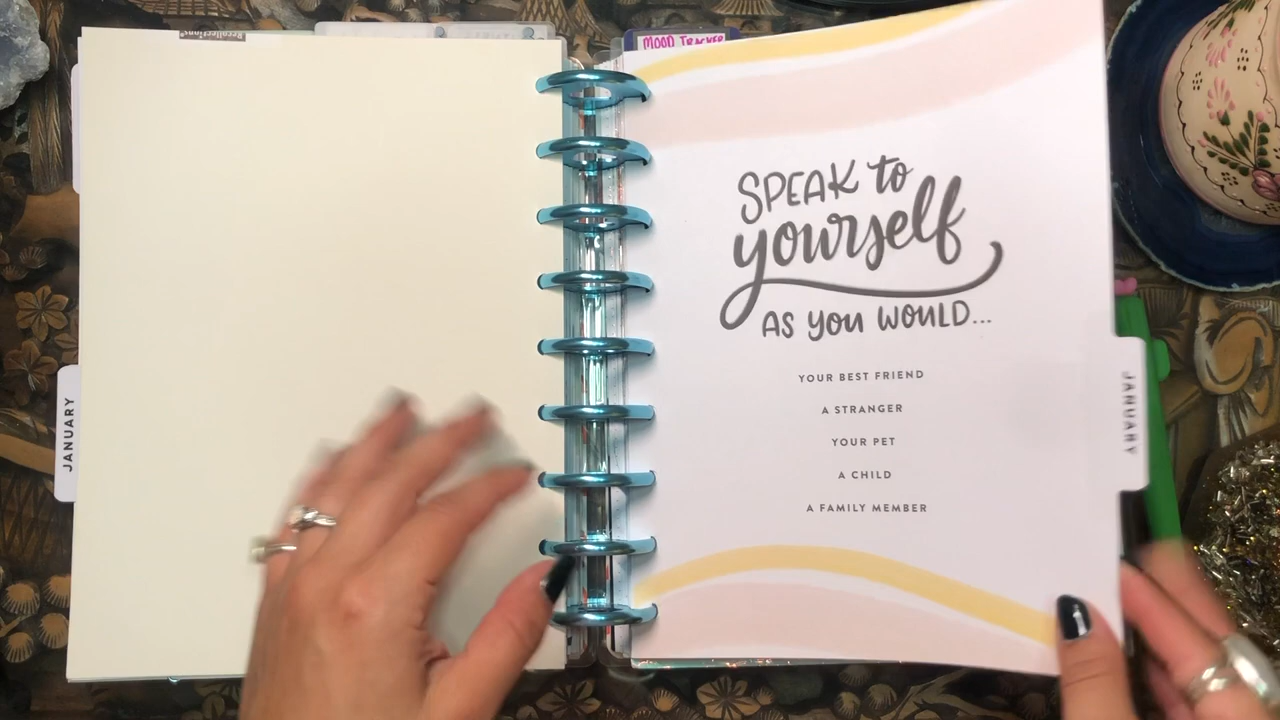 Recollections®
MOOD TRACKER
SPEAK to
yourself
AS you WOULD...
YOUR BEST FRIEND
A STRANGER
YOUR PET
A CHILD
A FAMILY MEMBER
JANUARY
JANUARY